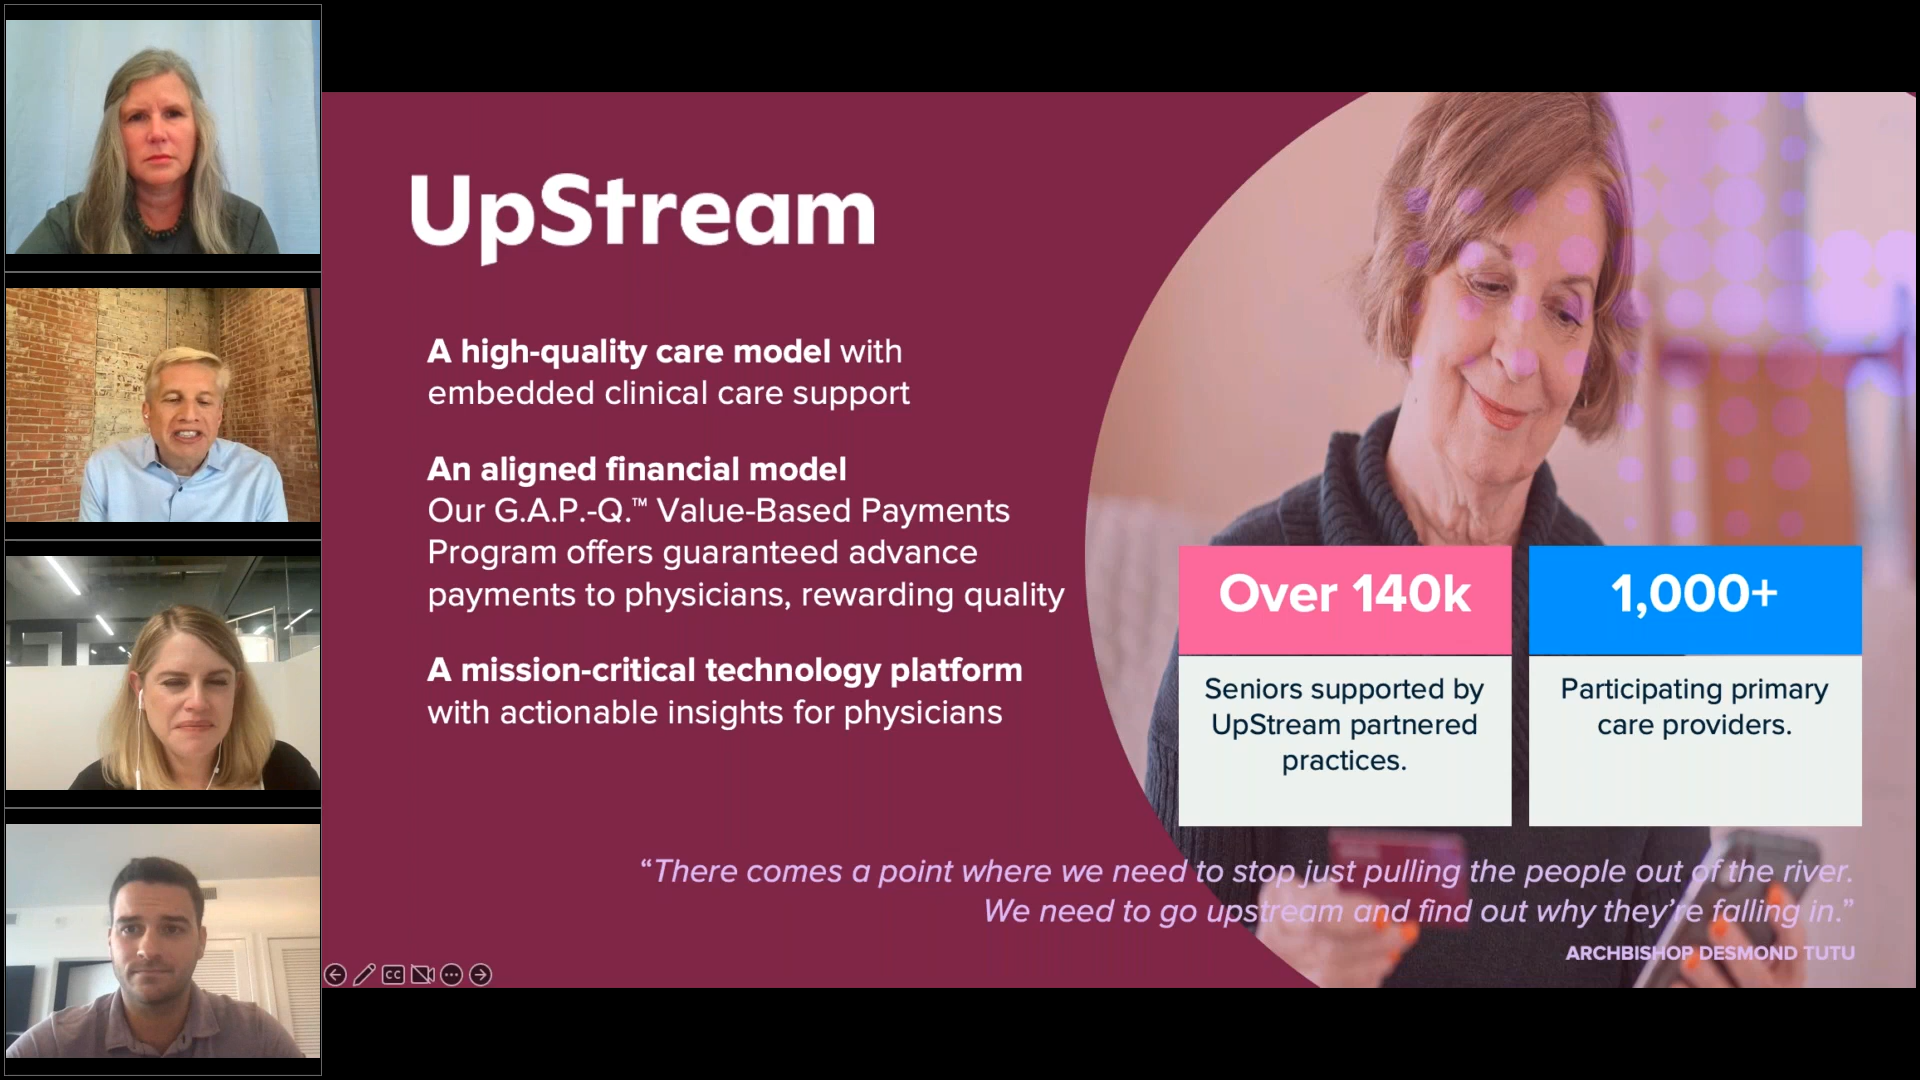 UpStream
A high-quality care model with
embedded clinical care support
An aligned financial model
Our G.A.P.-Q.™ Value-Based Payments
Program offers guaranteed advance
payments to physicians, rewarding quality
A mission-critical technology platform
with actionable insights for physicians
Over 140k
Seniors supported by
UpStream partnered
practices.
1,000+
Participating primary
care providers.
“There comes a point where we need to stop just pulling the people out of the river.
We need to go upstream and find out why they’re falling in.”
ARCHBISHOP DESMOND TUTU
CC